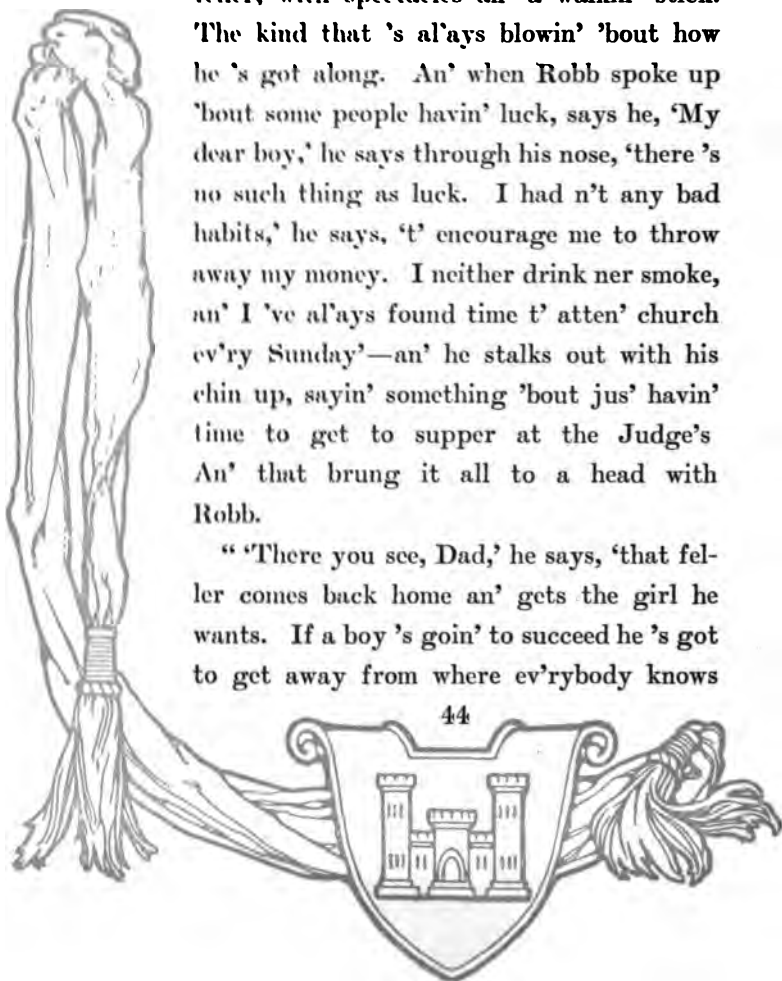 with spectacles an' a walkin' stick.
The kind that 's al'ays blowin' 'bout how
he 's got along. An' when Robb spoke up
'bout some people havin' luck, says he, ‘My
dear boy,' he says through his nose, ‘there 's
no such thing as luck. I had n't any bad
habits,' he says, ‘t' encourage me to throw
away my money. I neither drink ner smoke,
an' I 've al'ays found time t' atten' church
ev'ry Sunday'—an' he stalks out with his
chin up, sayin' something 'bout jus' havin'
time to get to supper at the Judge's
An' that brung it all to a head with
Robb.
“ ‘There you see, Dad,' he says, ‘that fel-
ler comes back home an' gets the girl he
wants. If a boy 's goin' to succeed he 's got
to get away from where ev'rybody knows
44